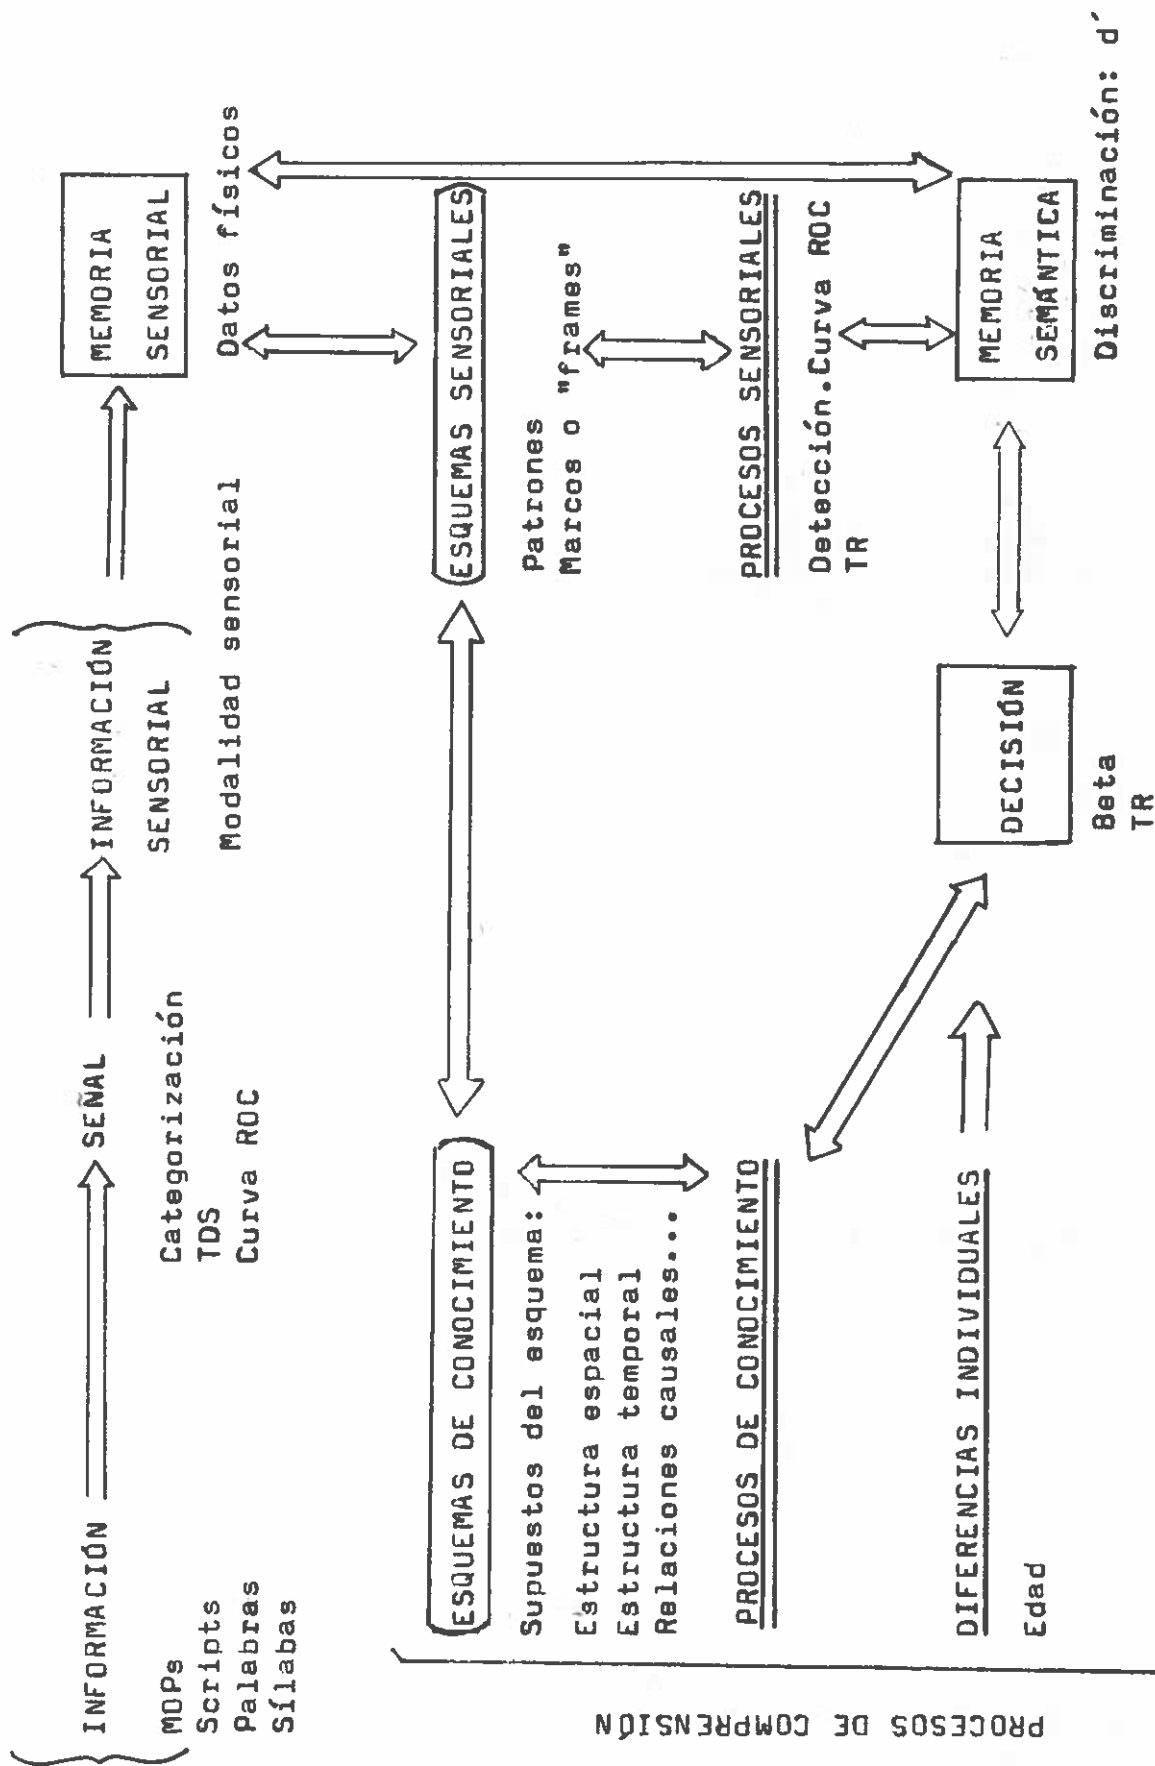 INFORMACIÓN
MOPs
Scripts
Palabras
Sílabas
SEÑAL
Categorización
TDS
Curva ROC
INFORMACIÓN
SENSORIAL
Modalidad sensorial
MEMORIA
SENSORIAL
Datos físicos
PROCESOS DE COMPRENSIÓN
ESQUEMAS DE CONOCIMIENTO
Supuestos del esquema:
Estructura espacial
Estructura temporal
Relaciones causales...
ESQUEMAS SENSORIALES
Patrones
Marcos o "frames"
PROCESOS DE CONOCIMIENTO
PROCESOS SENSORIALES
Detección.Curva ROC
TR
DIFERENCIAS INDIVIDUALES
Edad
DECISIÓN
Beta
TR
MEMORIA
SEMÁNTICA
Discriminación: d´